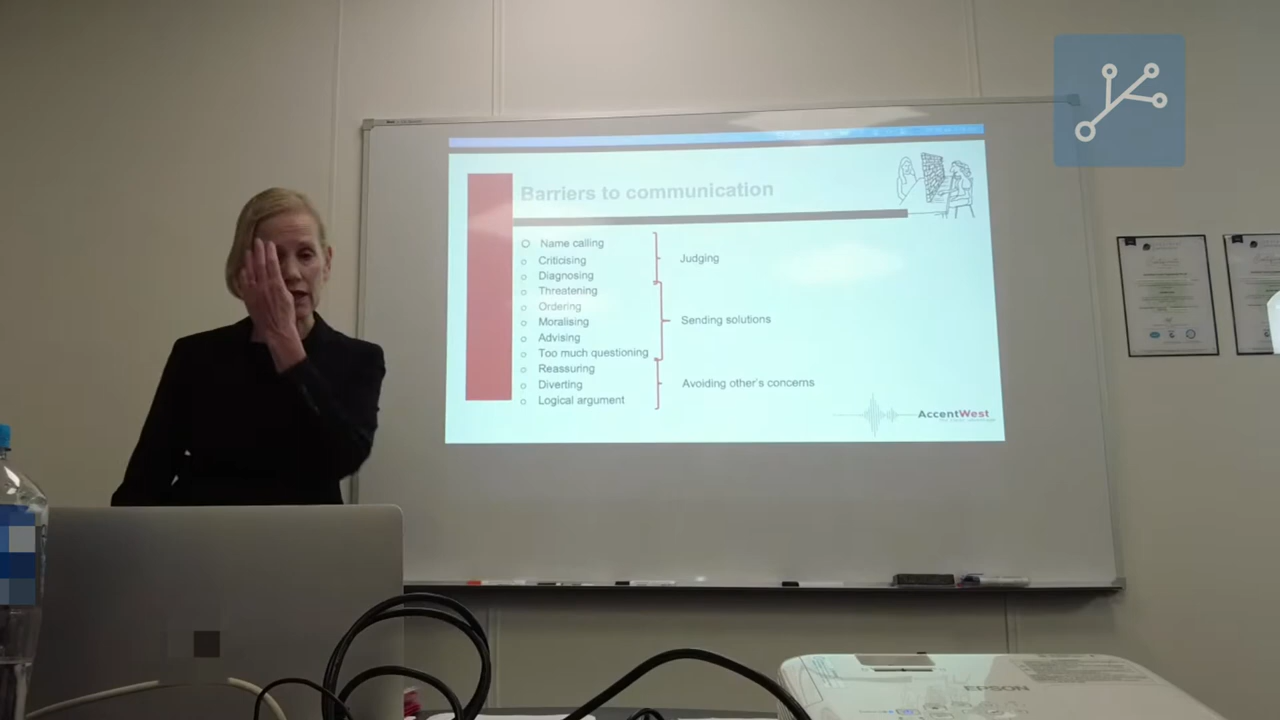 Barriers to communication
Name calling
Criticising
Diagnosing
Judging
Threatening
Ordering
Moralising
Advising
Too much questioning
Sending solutions
Reassuring
Diverting
Logical argument
Avoiding other's concerns
AccentWest
EPSON